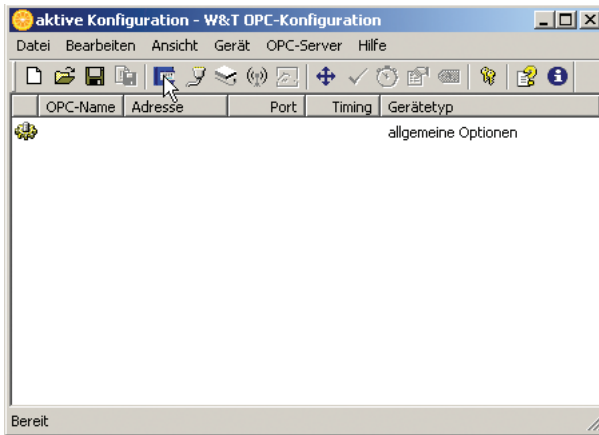 aktive Konfiguration - W&T OPC-Konfiguration
Datei Bearbeiten Ansicht Gerät OPC-Server Hilfe
OPC-Name Adresse Port Timing Gerätetyp
allgemeine Optionen
Bereit